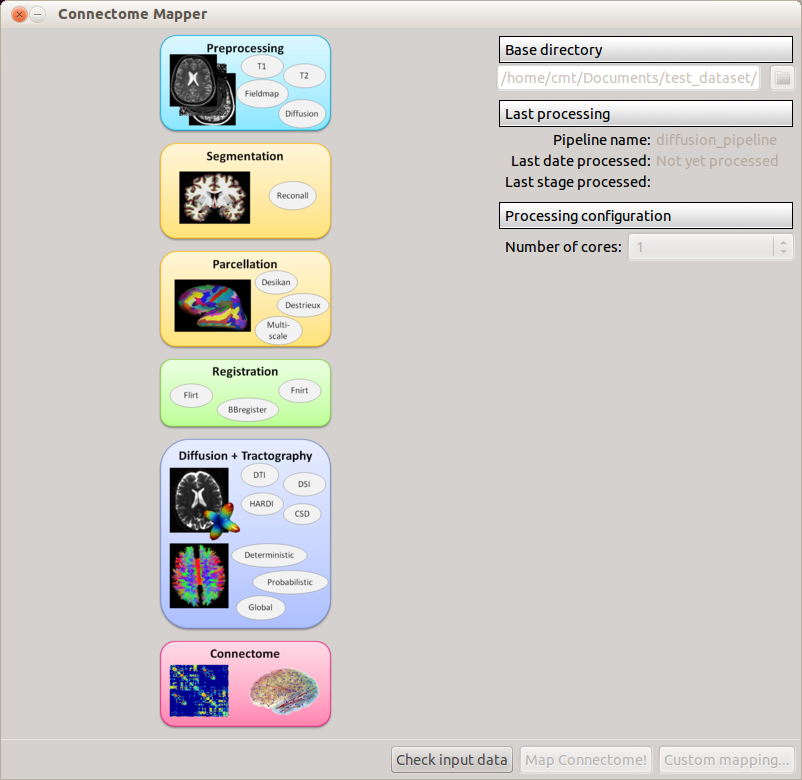 Connectome Mapper
Preprocessing
T1
T2
Fieldmap
Diffusion
Segmentation
Reconall
Parcellation
Desikan
Destrieux
Multi-
scale
Registration
Flirt
Fnirt
BBregister
Diffusion + Tractography
DTI
DSI
HARDI
CSD
Deterministic
Probabilistic
Global
Connectome
Base directory
/home/cmt/Documents/test_dataset/
Last processing
Pipeline name: diffusion_pipeline
Last date processed: Not yet processed
Last stage processed:
Processing configuration
Number of cores: 1
Check input data
Map Connectome!
Custom mapping...